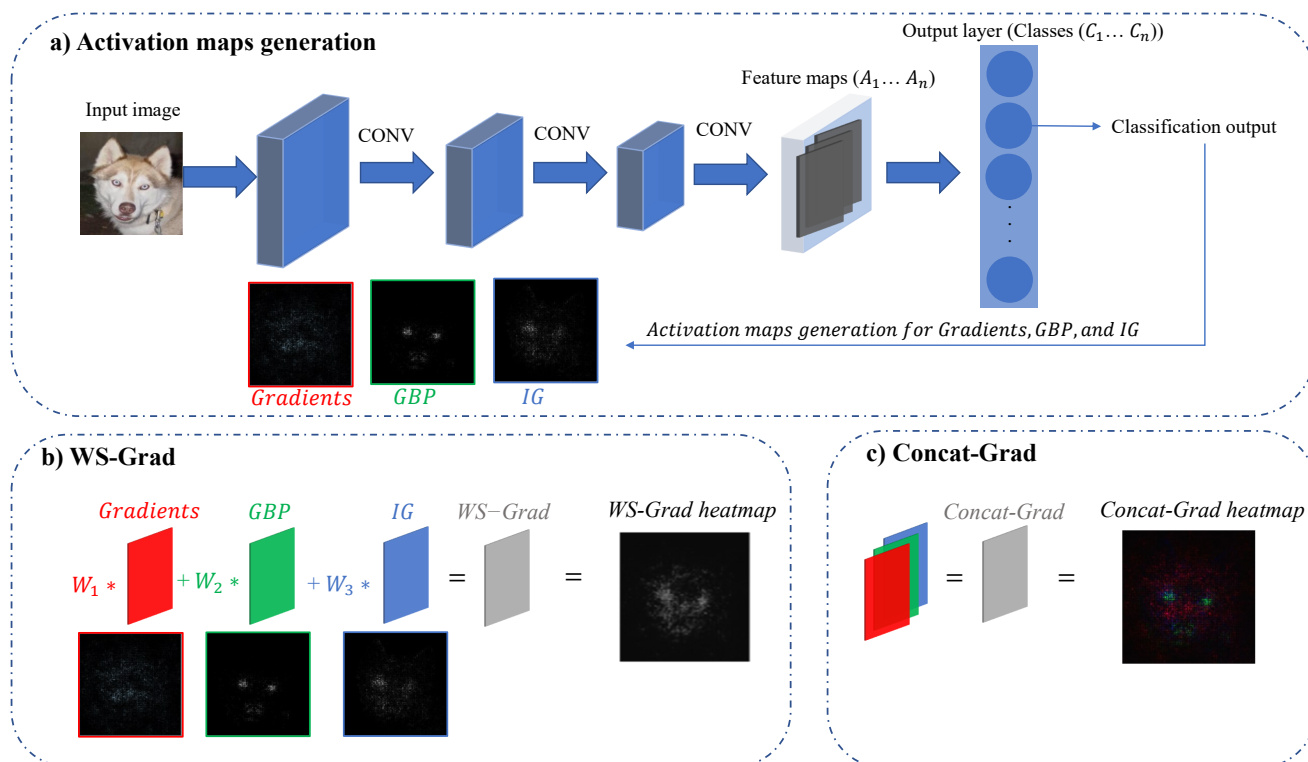 a) Activation maps generation
Output layer (Classes (C₁… Cₙ))
Feature maps (A₁… Aₙ)
Input image
CONV
CONV
CONV
Classification output
Activation maps generation for Gradients, GBP, and IG
Gradients
GBP
IG
b) WS-Grad
Gradients
GBP
IG
WS−Grad
WS-Grad heatmap
W₁ * + W₂ * + W₃ * = =
c) Concat-Grad
Concat-Grad
Concat-Grad heatmap
= =